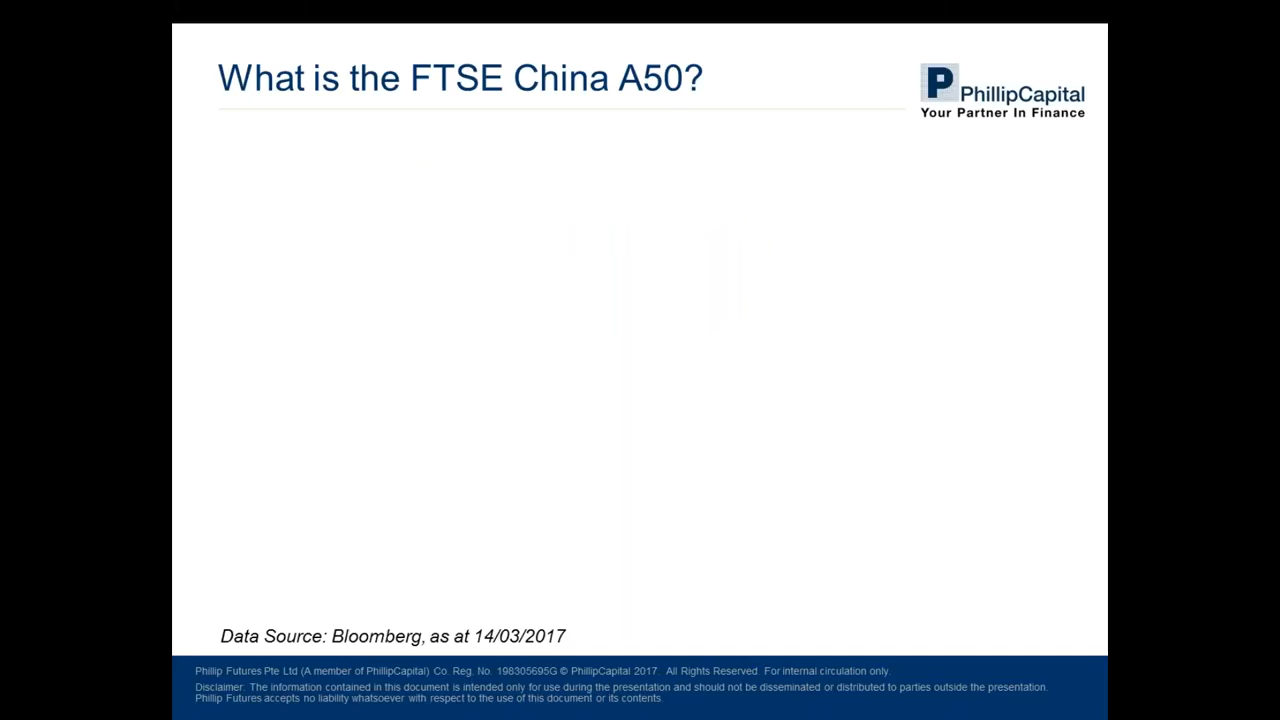 What is the FTSE China A50?
P PhillipCapital
Your Partner In Finance
Data Source: Bloomberg, as at 14/03/2017
Phillip Futures Pte Ltd (A member of PhillipCapital) Co. Reg. No. 198305695G © PhillipCapital 2017. All Rights Reserved. For internal circulation only.
Disclaimer: The information contained in this document is intended only for use during the presentation and should not be disseminated or distributed to parties outside the presentation.
Phillip Futures accepts no liability whatsoever with respect to the use of this document or its contents.